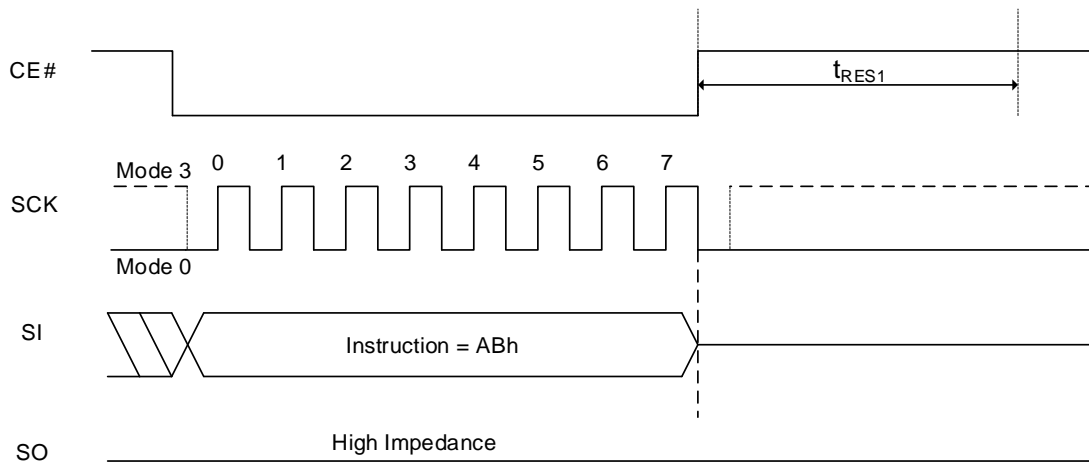 CE#
tRES1
Mode 3 0 1 2 3 4 5 6 7
SCK
Mode 0
SI
Instruction = ABh
High Impedance
SO